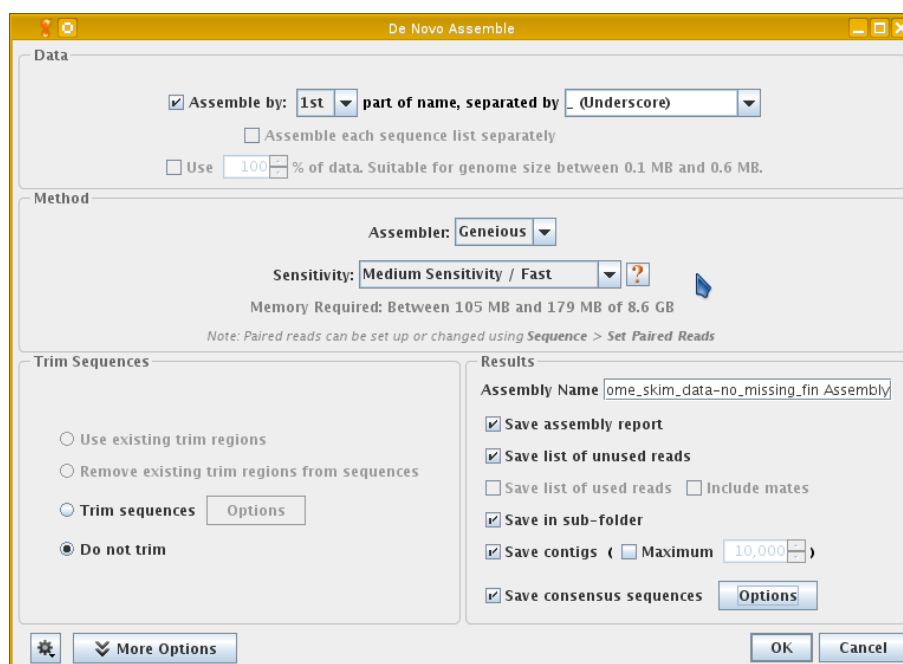 De Novo Assemble
Data
Assemble by: 1st part of name, separated by _ (Underscore)
Assemble each sequence list separately
Use 100 % of data. Suitable for genome size between 0.1 MB and 0.6 MB.
Method
Assembler: Geneious
Sensitivity: Medium Sensitivity / Fast ?
Memory Required: Between 105 MB and 179 MB of 8.6 GB
Note: Paired reads can be set up or changed using Sequence > Set Paired Reads
Trim Sequences
Use existing trim regions
Remove existing trim regions from sequences
Trim sequences Options
Do not trim
Results
Assembly Name ome_skim_data-no_missing_fin Assembly
Save assembly report
Save list of unused reads
Save list of used reads Include mates
Save in sub-folder
Save contigs ( Maximum 10,000 )
Save consensus sequences Options
More Options
OK Cancel